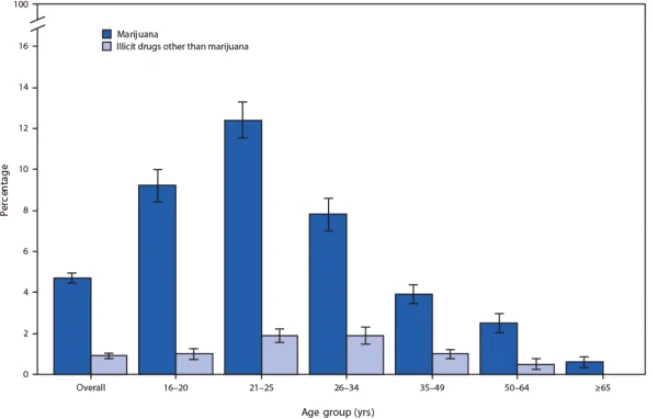 100
Marijuana
Illicit drugs other than marijuana
16
14
12
10
8
6
4
2
0
Percentage
Overall 16–20 21–25 26–34 35–49 50–64 ≥65
Age group (yrs)